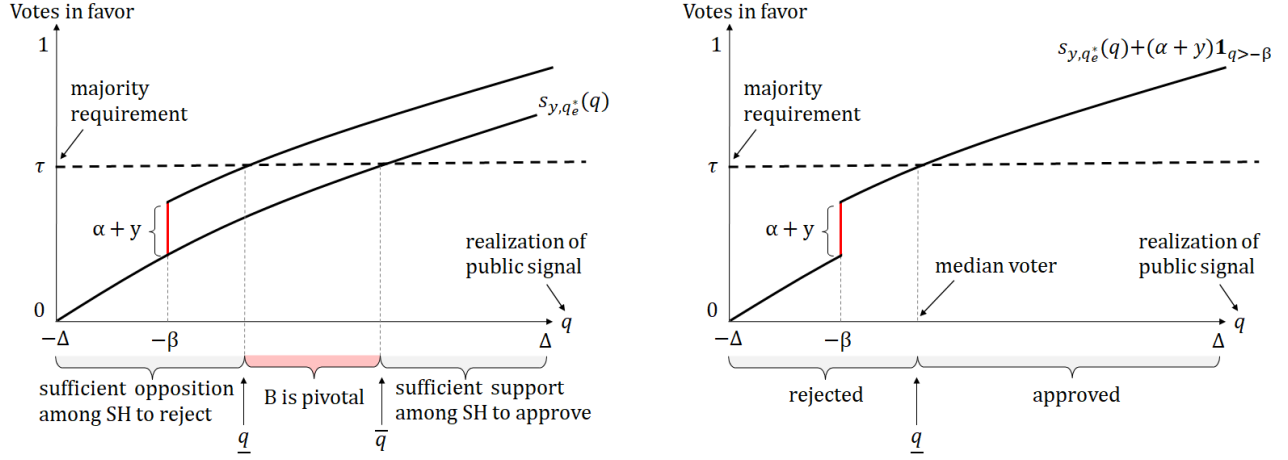 Votes in favor
1
majority
requirement
s_{y,q_e^*}(q)
τ
α + y
realization of
public signal
0
−Δ
−β
Δ
q
sufficient opposition
among SH to reject
B is pivotal
sufficient support
among SH to approve
q̲
q̅
Votes in favor
1
s_{y,q_e^*}(q)+(α + y)𝟏_{q>−β}
majority
requirement
τ
α + y
realization of
public signal
median voter
0
−Δ
−β
Δ
q
rejected
approved
q̲